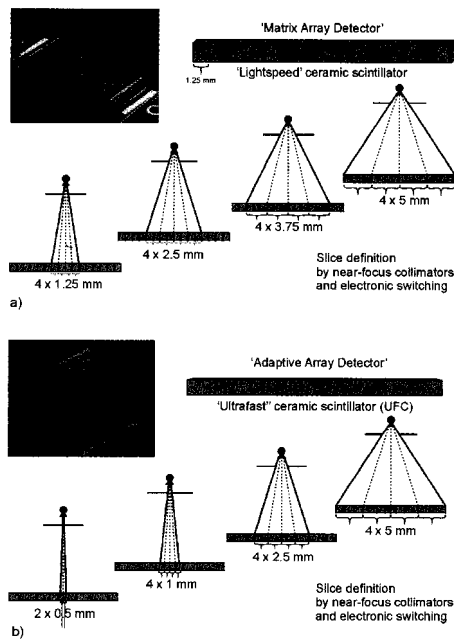 a)
'Matrix Array Detector'
1.25 mm
'Lightspeed' ceramic scintillator
4 x 1.25 mm
4 x 2.5 mm
4 x 3.75 mm
4 x 5 mm
Slice definition
by near-focus collimators
and electronic switching
b)
'Adaptive Array Detector'
'Ultrafast" ceramic scintillator (UFC)
2 x 0.5 mm
4 x 1 mm
4 x 2.5 mm
4 x 5 mm
Slice definition
by near-focus collimators
and electronic switching